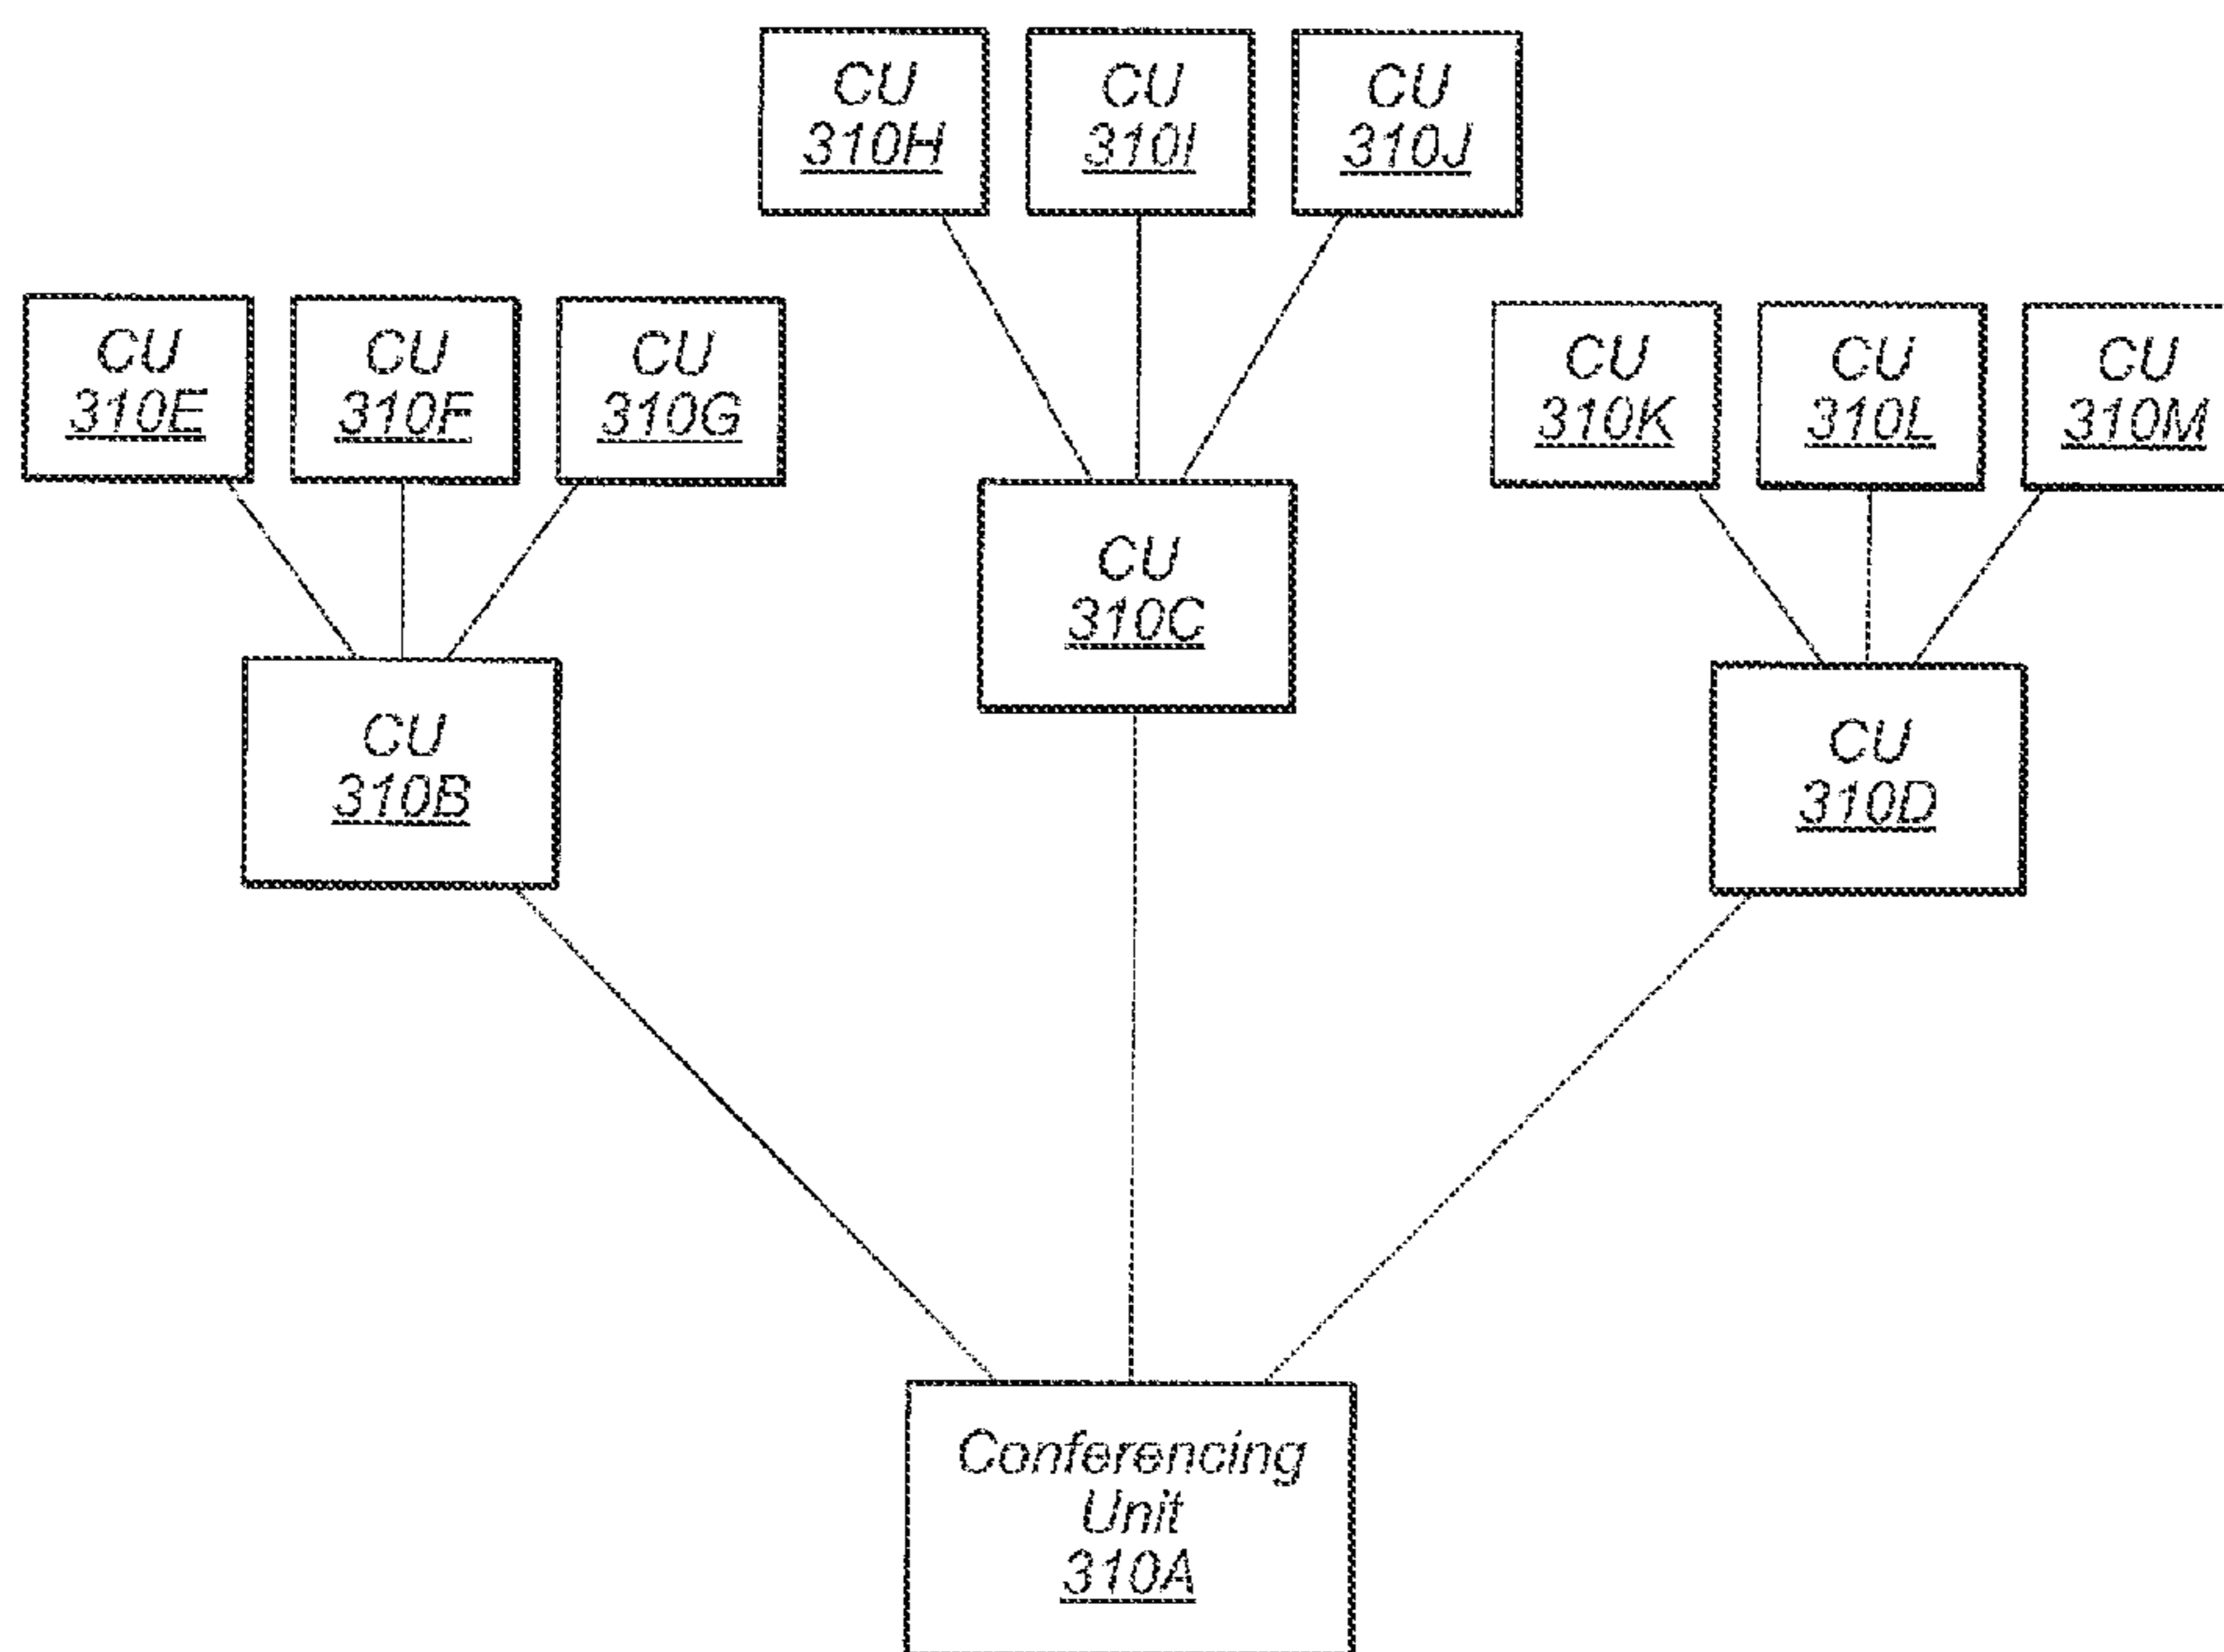 CU
310H
CU
310I
CU
310J
CU
310E
CU
310F
CU
310G
CU
310K
CU
310L
CU
310M
CU
310C
CU
310B
CU
310D
Conferencing
Unit
310A